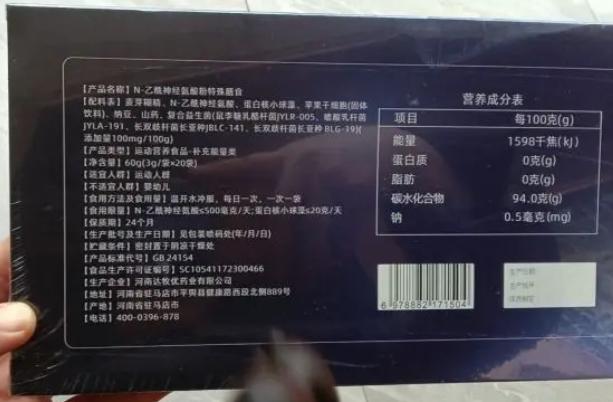 【产品名称】N-乙酰神经氨酸粉特殊膳食
【配料表】麦芽糊精、N-乙酰神经氨酸、蛋白核小球藻、苹果干细胞(固体
饮料)、纳豆、山药、复合益生菌(鼠李糖乳酪杆菌JYLR-005、嗜酸乳杆菌
JYLA-191、长双歧杆菌长亚种JBLC-141、长双歧杆菌长亚种 BLG-19)(
添加量100mg/100g)
【产品类型】运动营养食品-补充能量类
【净含量】60g(3g/袋×20袋)
【适宜人群】运动人群
【不适宜人群】婴幼儿
【食用方法及食用量】温开水冲服，每日一次，一次一袋
【食用限量】N-乙酰神经氨酸≤500毫克/天;蛋白核小球藻≤20克/天
【保质期】24个月
【生产批号及生产日期】见包装喷码处(年/月/日)
【贮藏条件】密封置于阴凉干燥处
【产品标准代号】GB 24154
【食品生产许可证编号】SC10541172300466
【生产企业】河南达牧优药业有限公司
【地址】河南省驻马店市平舆县健康路西段北侧889号
【产地】河南省驻马店市
【电话】400-0396-878
营养成分表
项目 每100克(g)
能量 1598千焦(kJ)
蛋白质 0克(g)
脂肪 0克(g)
碳水化合物 94.0克(g)
钠 0.5毫克(mg)
6 978882 171504
生产日期
生产批号